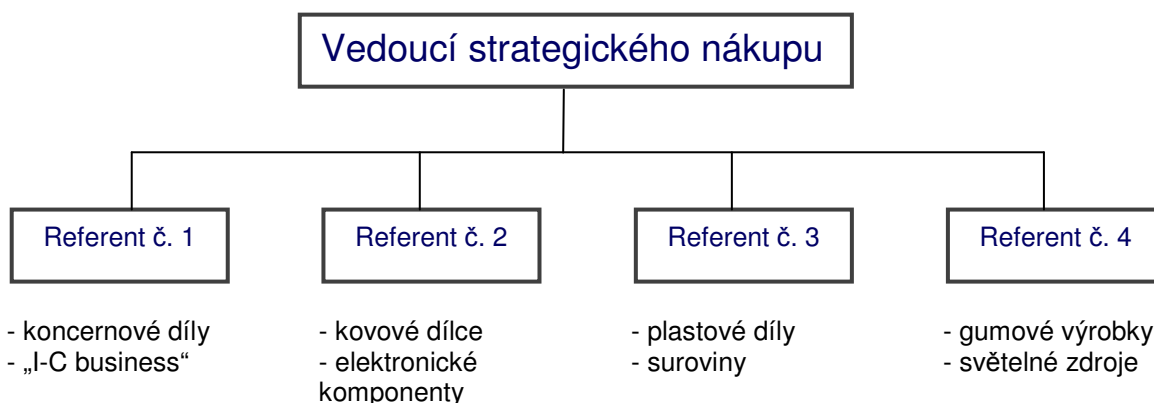 Vedoucí strategického nákupu
Referent č. 1
Referent č. 2
Referent č. 3
Referent č. 4
- koncernové díly
- „I-C business“
- kovové dílce
- elektronické
komponenty
- plastové díly
- suroviny
- gumové výrobky
- světelné zdroje